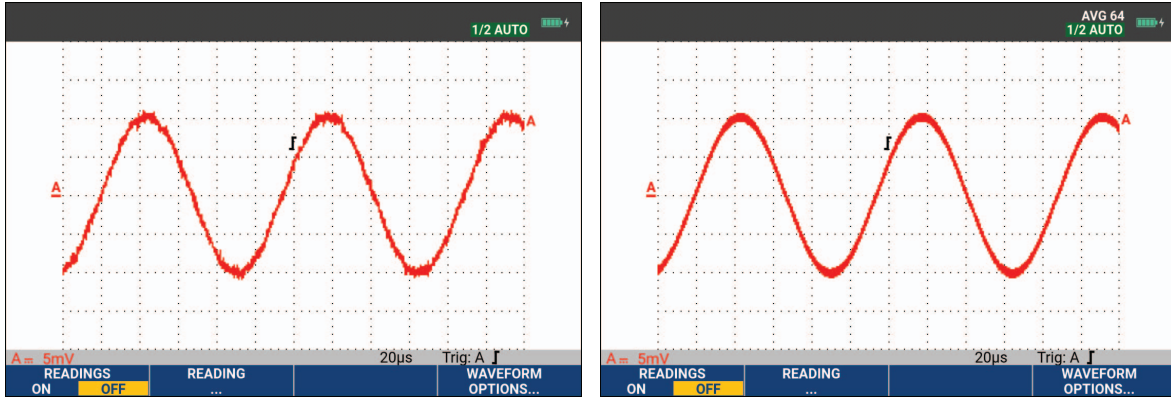 1/2 AUTO
A
A
A ⎓ 5mV 20μs Trig: A
READINGS READING WAVEFORM
ON OFF ... OPTIONS...
AVG 64
1/2 AUTO
A
A
A ⎓ 5mV 20μs Trig: A
READINGS READING WAVEFORM
ON OFF ... OPTIONS...